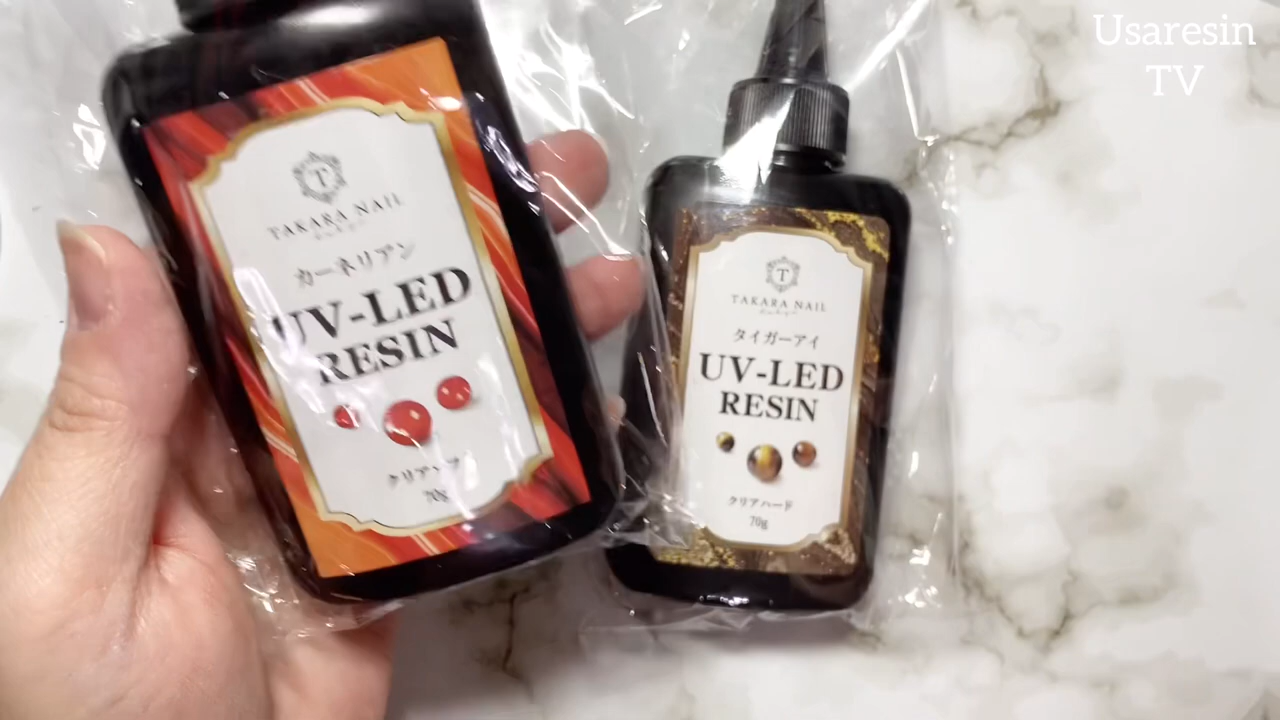 Usaresin
TV
T
TAKARA NAIL
カーネリアン
UV-LED
RESIN
70g
T
TAKARA NAIL
タイガーアイ
UV-LED
RESIN
クリアハード
70g